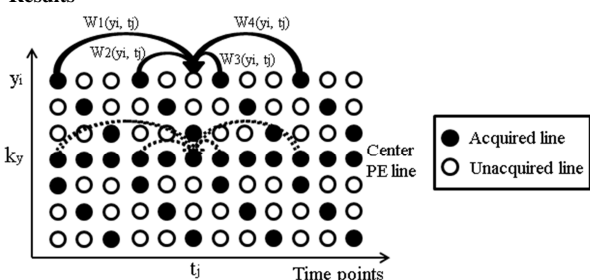 Results
W1(yi, tj)
W4(yi, tj)
W2(yi, tj)
W3(yi, tj)
yi
ky
Center
PE line
Acquired line
Unacquired line
tj
Time points